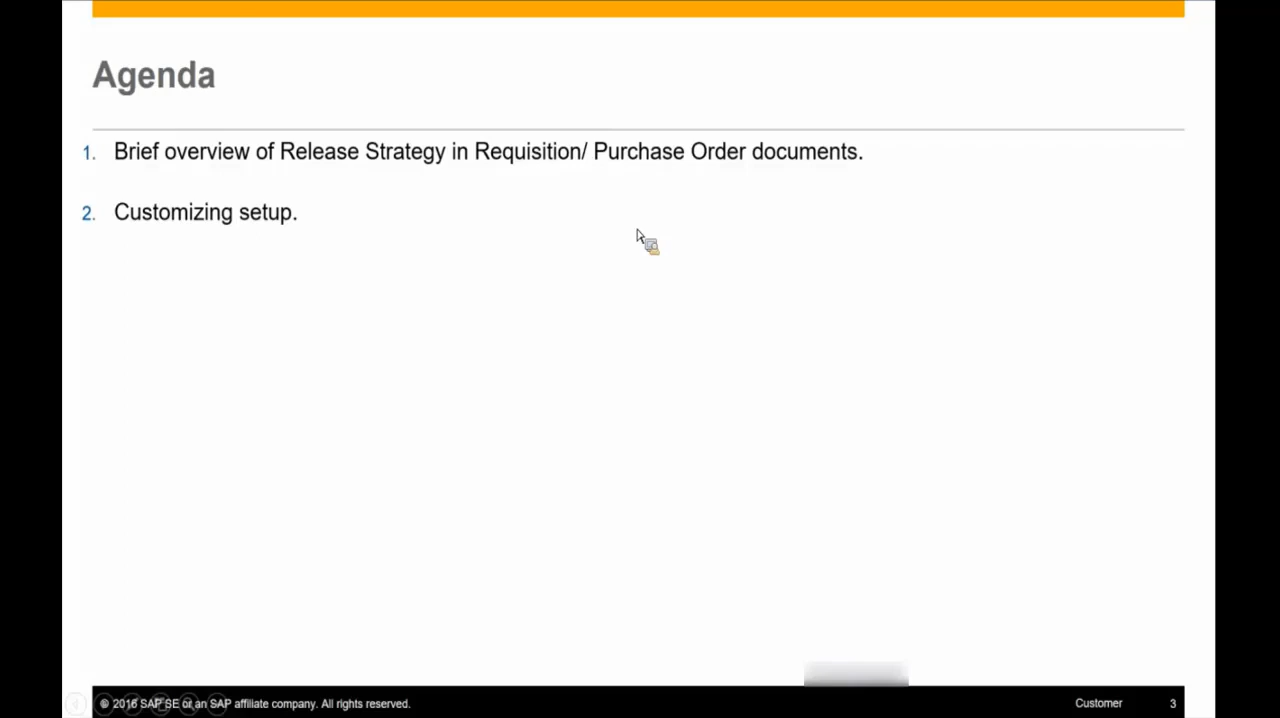 Agenda
1. Brief overview of Release Strategy in Requisition/ Purchase Order documents.
2. Customizing setup.
© 2016 SAP SE or an SAP affiliate company. All rights reserved.
Customer
3